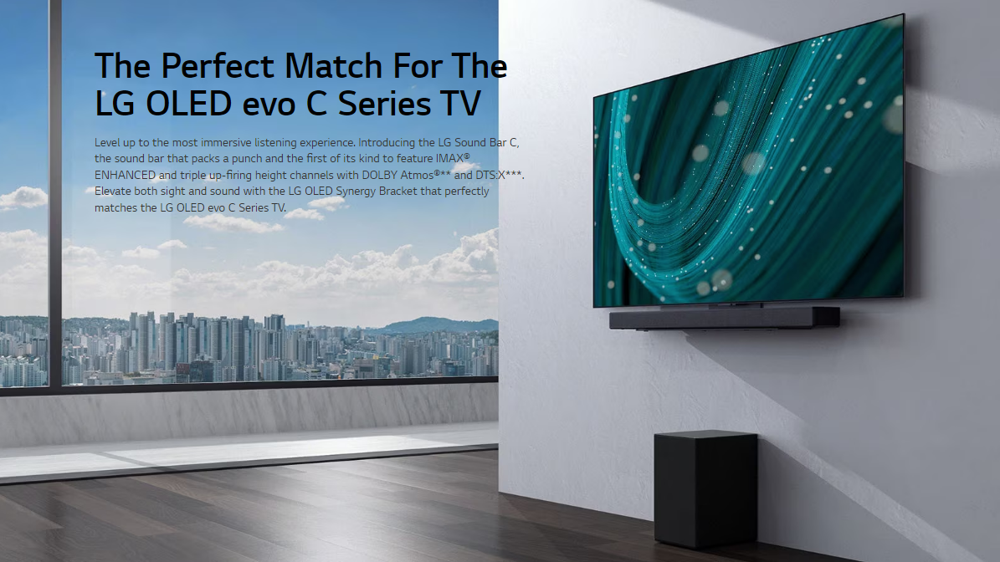 The Perfect Match For The
LG OLED evo C Series TV
Level up to the most immersive listening experience. Introducing the LG Sound Bar C,
the sound bar that packs a punch and the first of its kind to feature IMAX®
ENHANCED and triple up-firing height channels with DOLBY Atmos®** and DTS:X***.
Elevate both sight and sound with the LG OLED Synergy Bracket that perfectly
matches the LG OLED evo C Series TV.